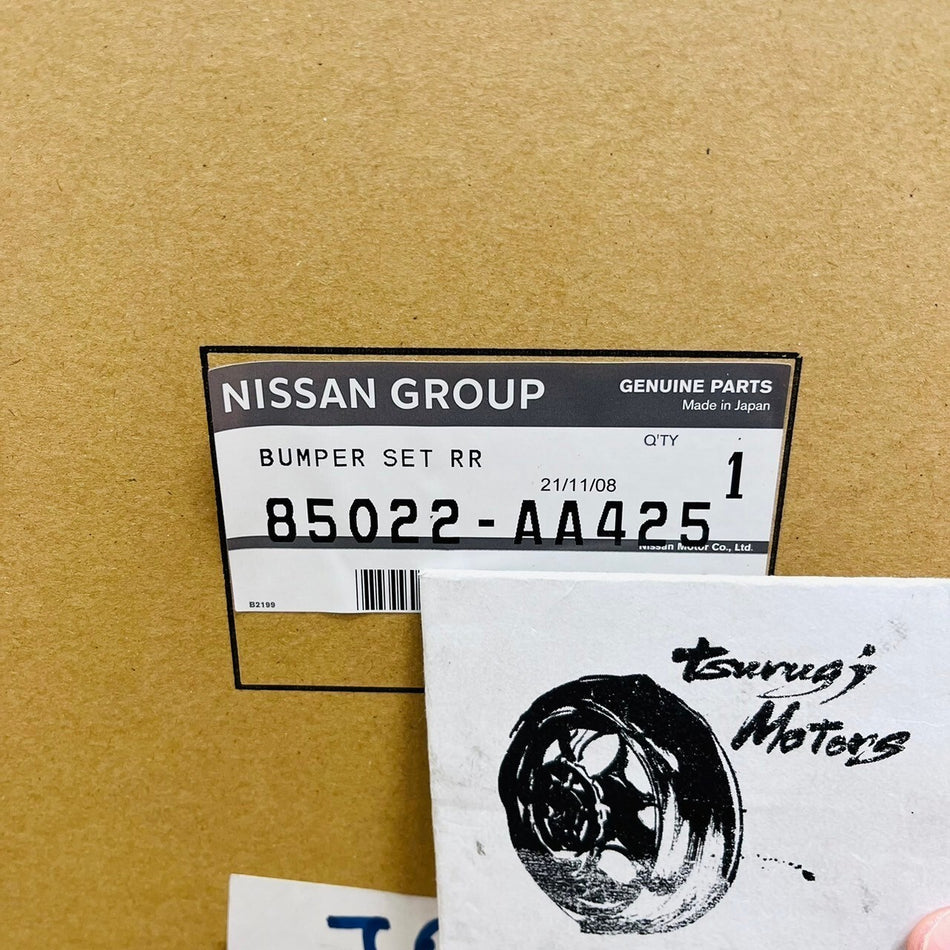 NISSAN GROUP
GENUINE PARTS
Made in Japan
BUMPER SET RR
Q'TY
1
21/11/08
85022-AA425
Nissan Motor Co., Ltd.
B2199
tsurugi
Motors